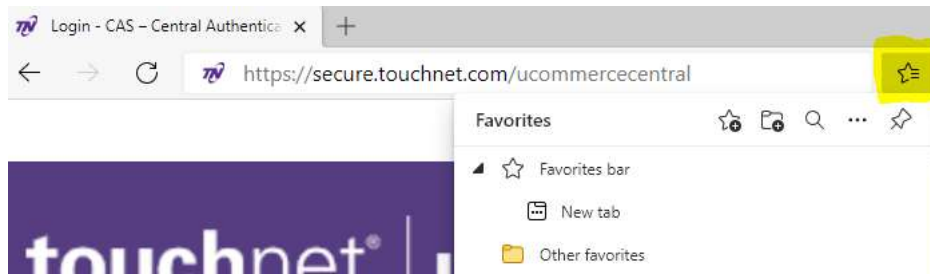 Login - CAS – Central Authentica
https://secure.touchnet.com/ucommercecentral
Favorites
Favorites bar
New tab
Other favorites
touchnet®